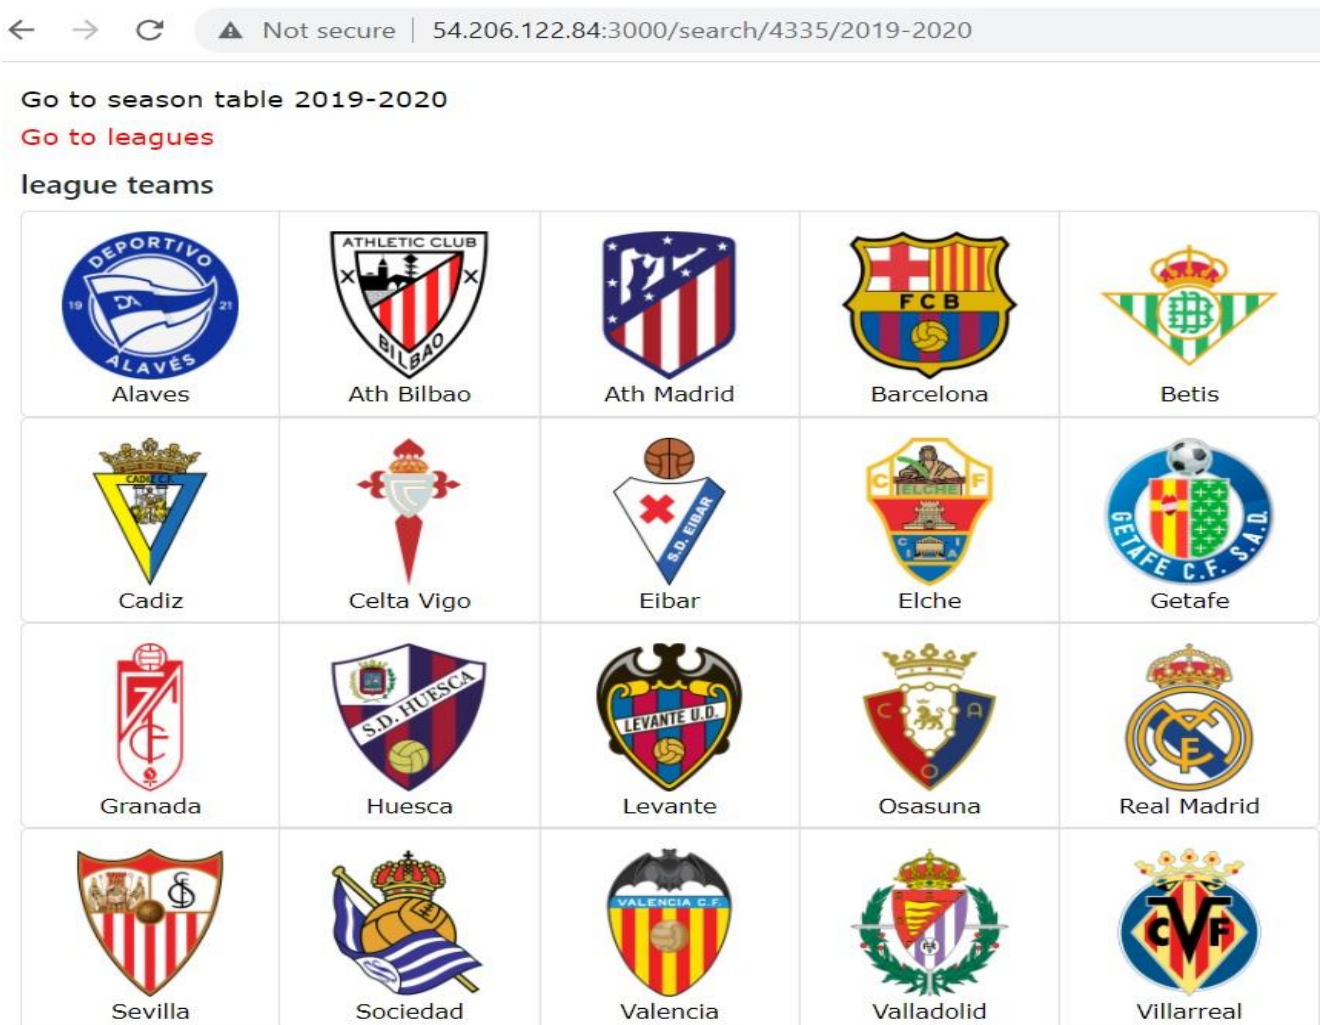 Not secure | 54.206.122.84:3000/search/4335/2019-2020
Go to season table 2019-2020
Go to leagues
league teams
DEPORTIVO
19 21
ALAVÉS
ATHLETIC CLUB
BILBAO
FCB
Alaves Ath Bilbao Ath Madrid Barcelona Betis
CADIZ C.F.
S.D. EIBAR
C F
ELCHE
C I
I A
GETAFE C.F. S.A.D.
Cadiz Celta Vigo Eibar Elche Getafe
S.D. HUESCA
LEVANTE U.D.
C A
O
Granada Huesca Levante Osasuna Real Madrid
VALENCIA C.F.
CVF
Sevilla Sociedad Valencia Valladolid Villarreal